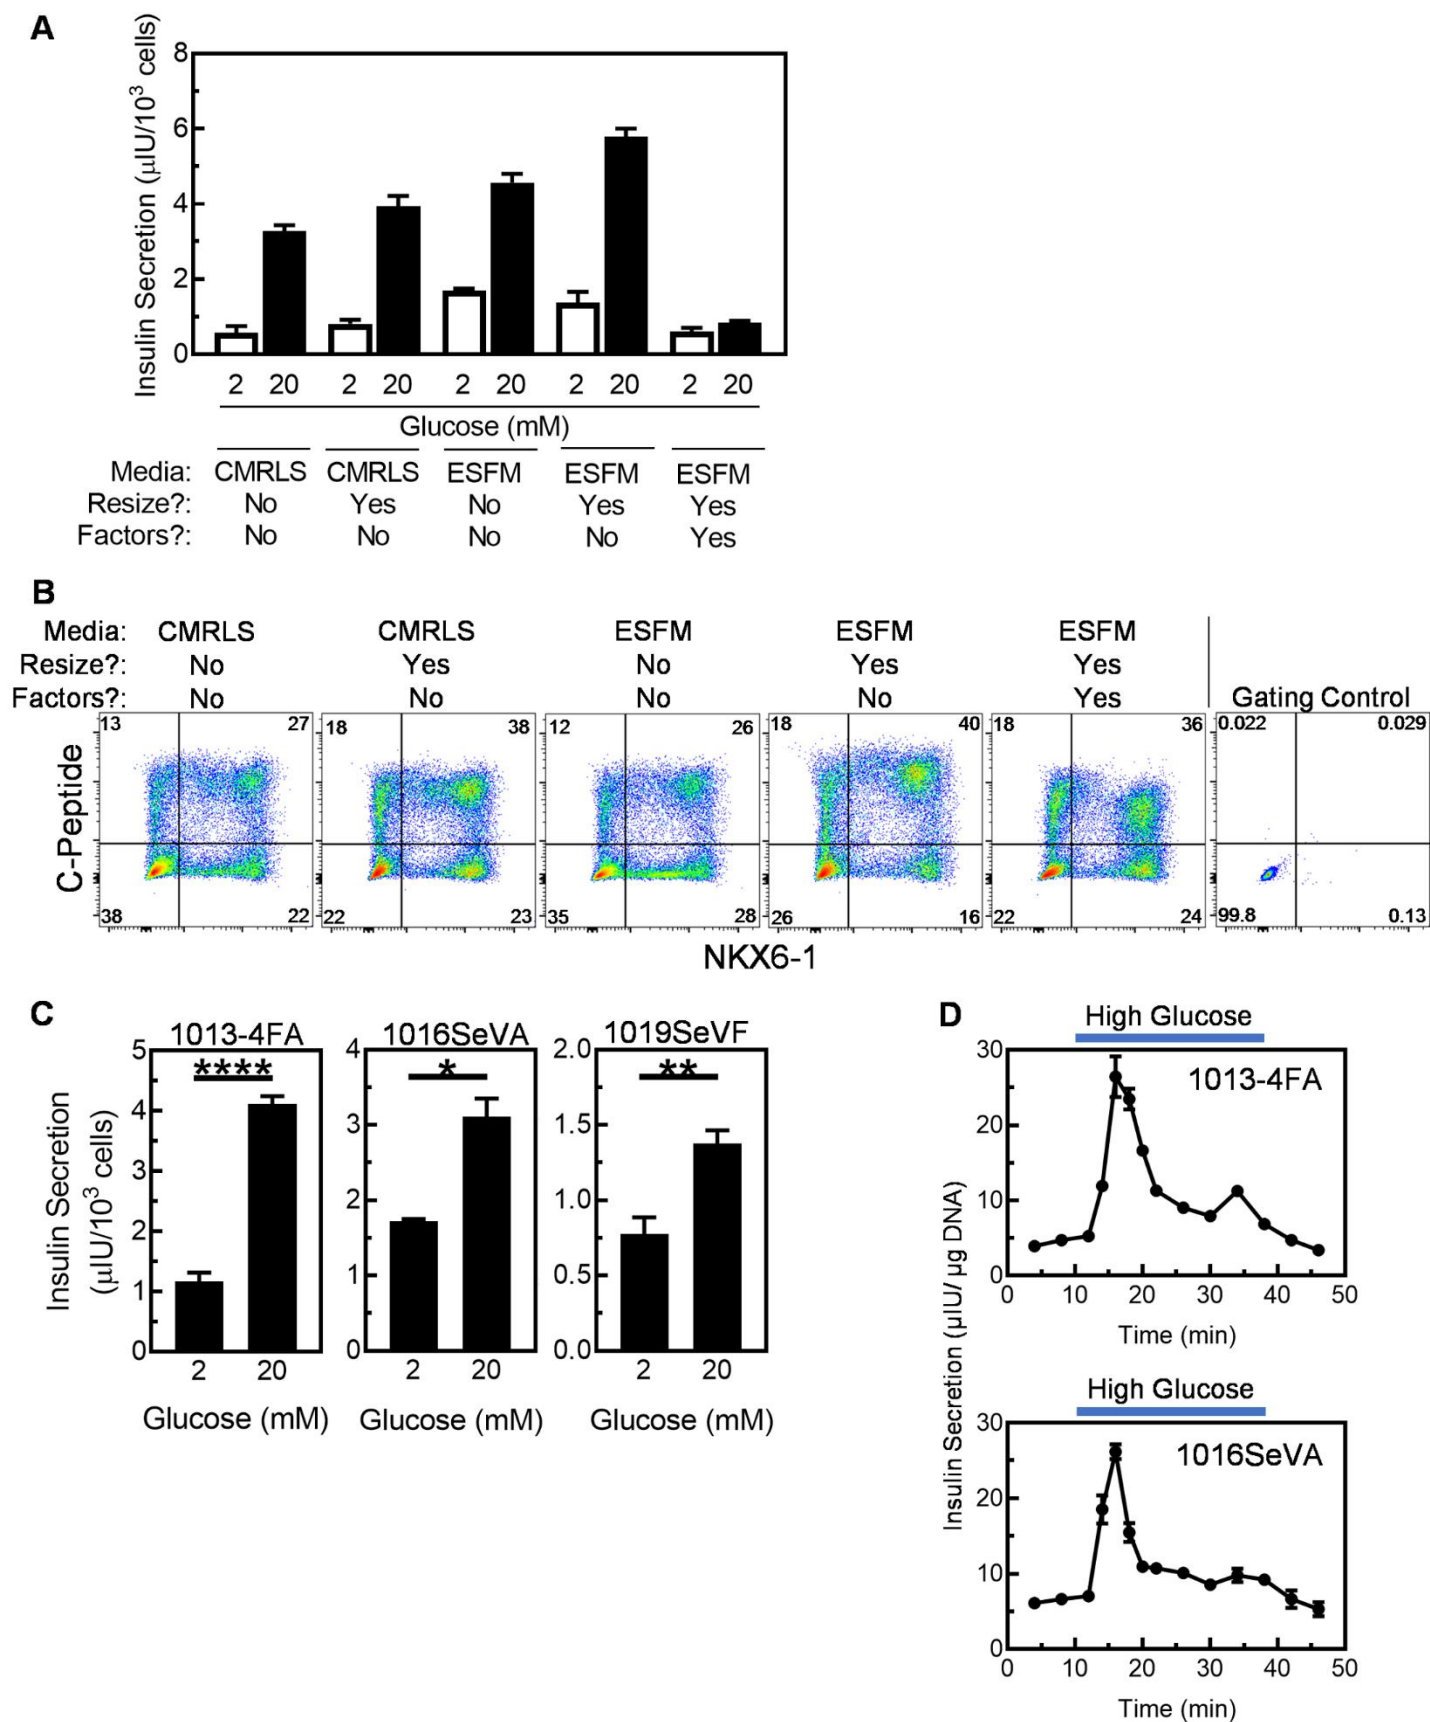 A
Insulin Secretion (μIU/10³ cells)
8
6
4
2
0
2 20 2 20 2 20 2 20 2 20
Glucose (mM)
Media: CMRLS CMRLS ESFM ESFM ESFM
Resize?: No Yes No Yes Yes
Factors?: No No No No Yes
B
Media: CMRLS CMRLS ESFM ESFM ESFM
Resize?: No Yes No Yes Yes
Factors?: No No No No Yes Gating Control
13 27 18 38 12 26 18 40 18 36 0.022 0.029
C-Peptide
38 22 22 23 35 28 26 16 22 24 99.8 0.13
NKX6-1
C
Insulin Secretion
(μIU/10³ cells)
1013-4FA
****
5
4
3
2
1
0
2 20
Glucose (mM)
1016SeVA
*
4
3
2
1
0
2 20
Glucose (mM)
1019SeVF
**
2.0
1.5
1.0
0.5
0.0
2 20
Glucose (mM)
D
Insulin Secretion (μIU/ μg DNA)
High Glucose
1013-4FA
30
20
10
0
0 10 20 30 40 50
Time (min)
High Glucose
1016SeVA
30
20
10
0
0 10 20 30 40 50
Time (min)